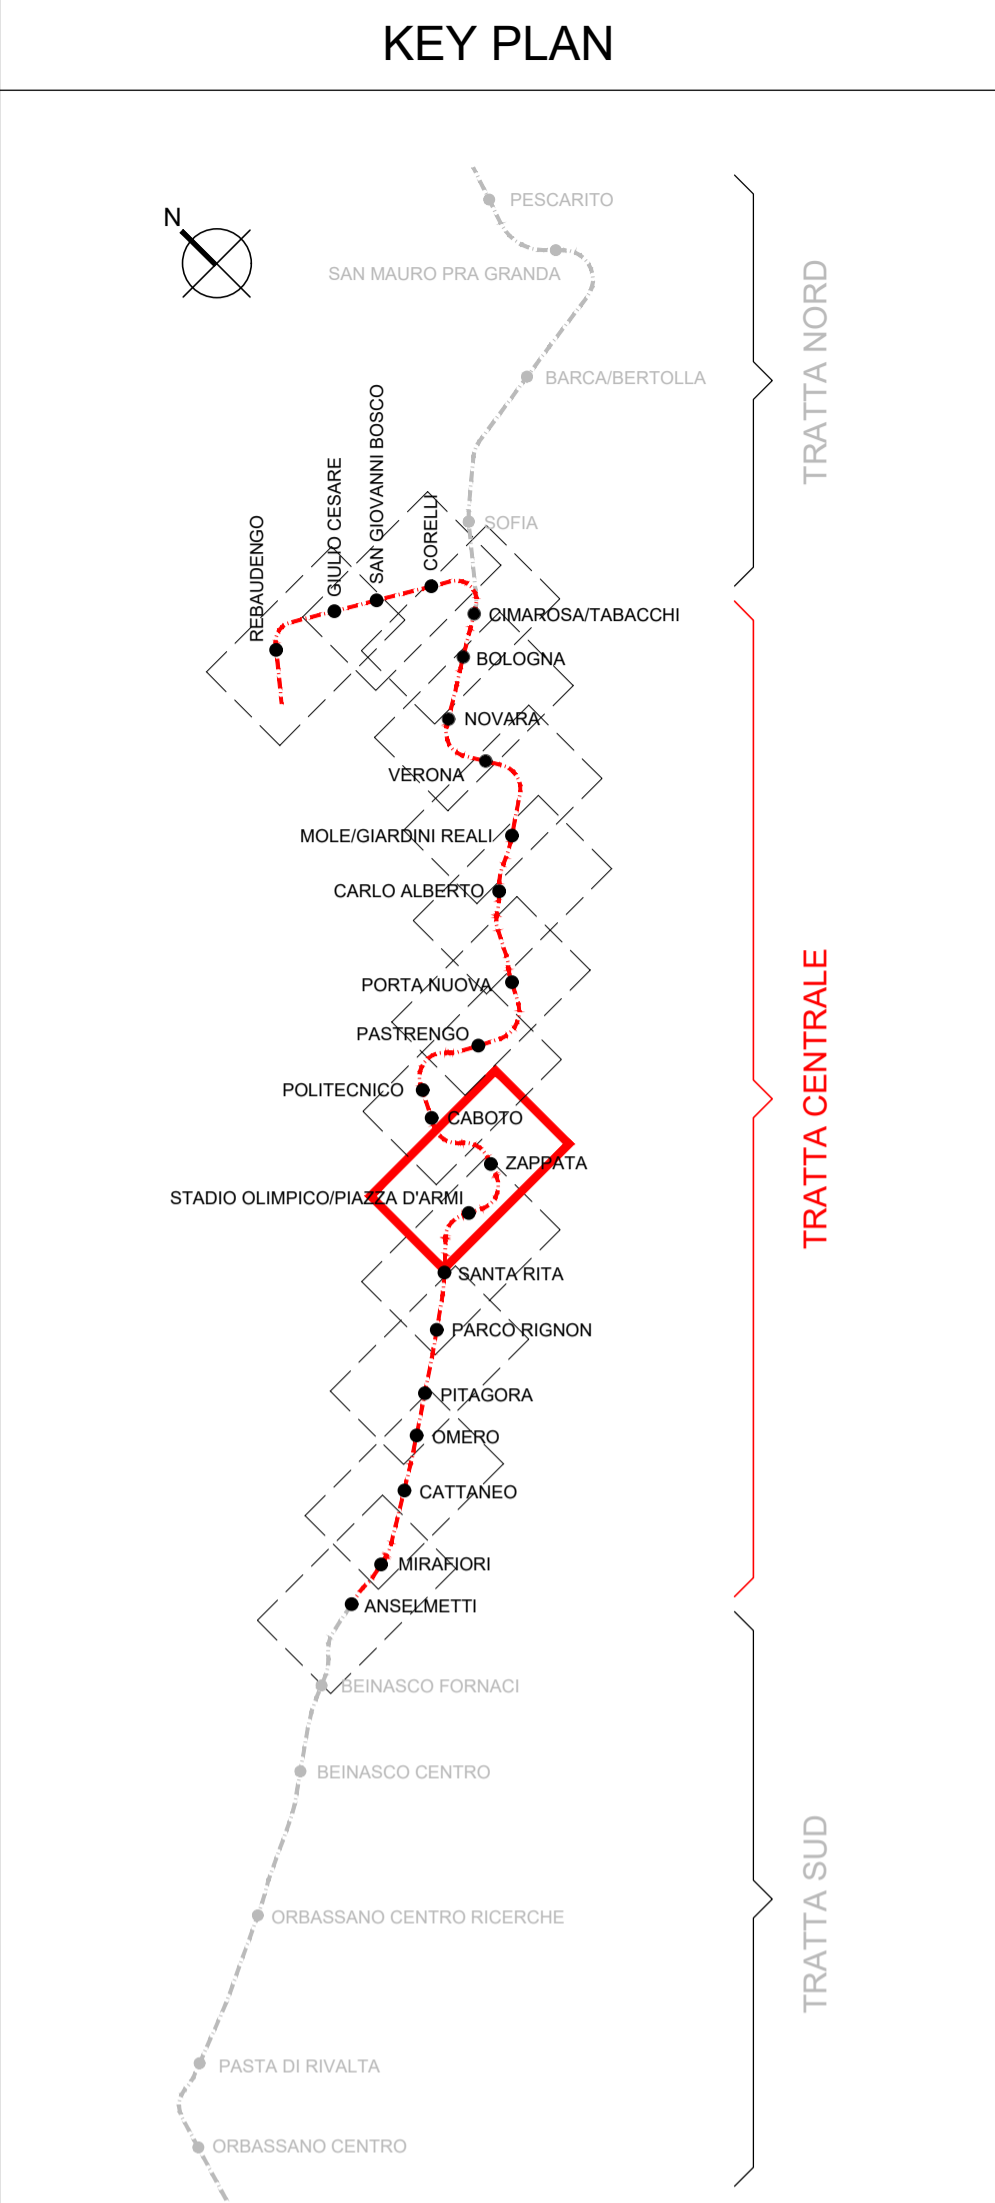 KEY PLAN
N
PESCARITO
SAN MAURO PRA GRANDA
BARCA/BERTOLLA
SOFIA
REBAUDENGO
GIULIO CESARE
SAN GIOVANNI BOSCO
CORELLI
CIMAROSA/TABACCHI
BOLOGNA
NOVARA
VERONA
MOLE/GIARDINI REALI
CARLO ALBERTO
PORTA NUOVA
PASTRENGO
POLITECNICO
CABOTO
ZAPPATA
STADIO OLIMPICO/PIAZZA D'ARMI
SANTA RITA
PARCO RIGNON
PITAGORA
OMERO
CATTANEO
MIRAFIORI
ANSELMETTI
BEINASCO FORNACI
BEINASCO CENTRO
ORBASSANO CENTRO RICERCHE
PASTA DI RIVALTA
ORBASSANO CENTRO
TRATTA NORD
TRATTA CENTRALE
TRATTA SUD